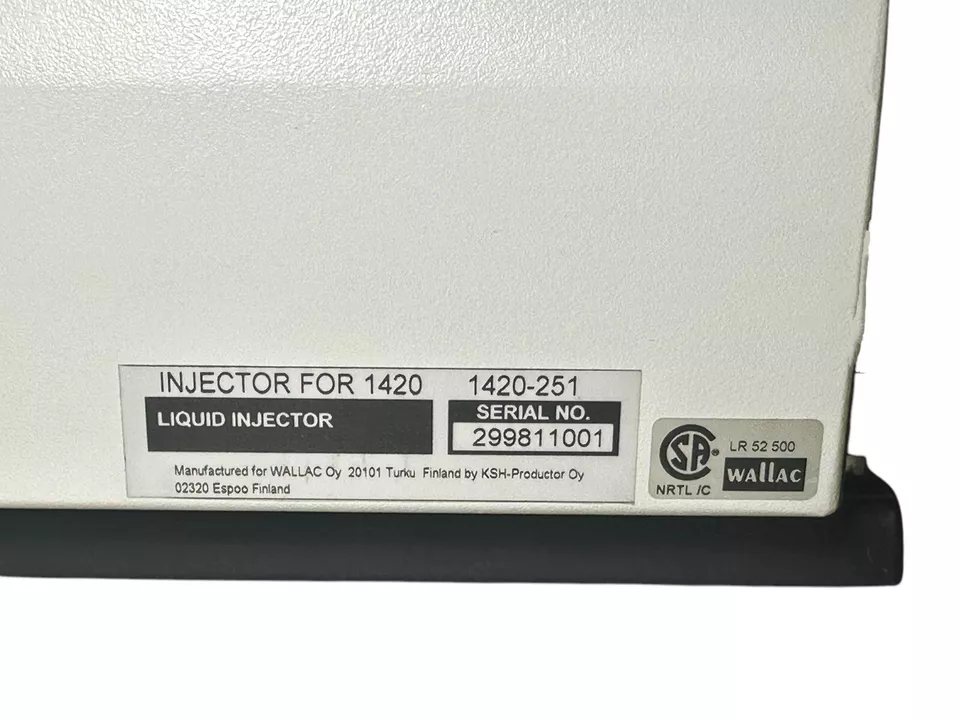 INJECTOR FOR 1420 1420-251
LIQUID INJECTOR
SERIAL NO.
299811001
Manufactured for WALLAC Oy 20101 Turku Finland by KSH-Productor Oy
02320 Espoo Finland
SA ® LR 52 500
NRTL /C WALLAC